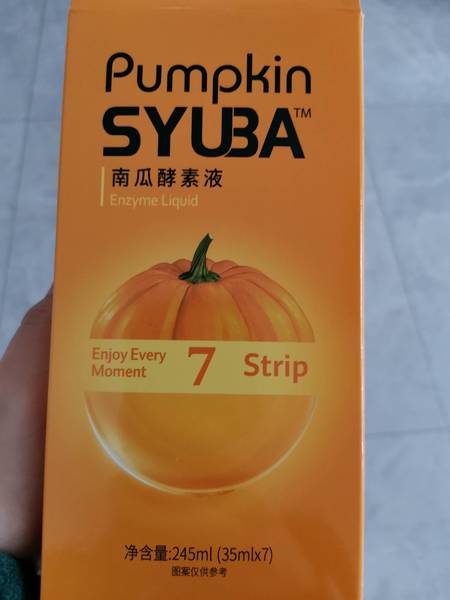 Pumpkin
SYUBA™
南瓜酵素液
Enzyme Liquid
Enjoy Every
Moment
7
Strip
净含量:245ml (35mlx7)
图案仅供参考